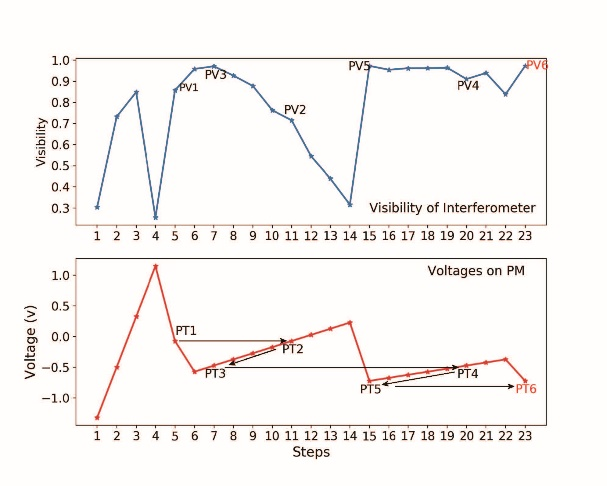 1.0
0.9
0.8
0.7
0.6
0.5
0.4
0.3
Visibility
PV1
PV3
PV2
PV5
PV4
PV6
Visibility of Interferometer
1 2 3 4 5 6 7 8 9 10 11 12 13 14 15 16 17 18 19 20 21 22 23
Voltages on PM
1.0
0.5
0.0
−0.5
−1.0
Voltage (v)
PT1
PT2
PT3
PT4
PT5
PT6
1 2 3 4 5 6 7 8 9 10 11 12 13 14 15 16 17 18 19 20 21 22 23
Steps